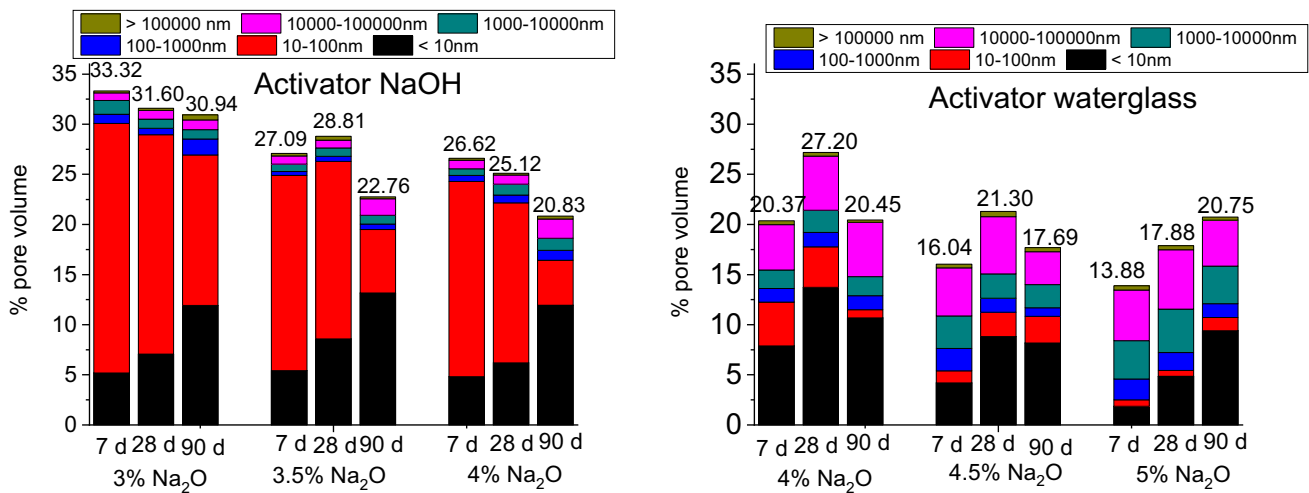 > 100000 nm 10000-100000nm 1000-10000nm
100-1000nm 10-100nm < 10nm
Activator NaOH
% pore volume
35
30
25
20
15
10
5
0
33.32
31.60
30.94
27.09
28.81
22.76
26.62
25.12
20.83
7 d 28 d 90 d 7 d 28 d 90 d 7 d 28 d 90 d
3% Na₂O 3.5% Na₂O 4% Na₂O
> 100000 nm 10000-100000nm 1000-10000nm
100-1000nm 10-100nm < 10nm
Activator waterglass
% pore volume
35
30
25
20
15
10
5
0
20.37
27.20
20.45
16.04
21.30
17.69
13.88
17.88
20.75
7 d 28 d 90 d 7 d 28 d 90 d 7 d 28 d 90 d
4% Na₂O 4.5% Na₂O 5% Na₂O